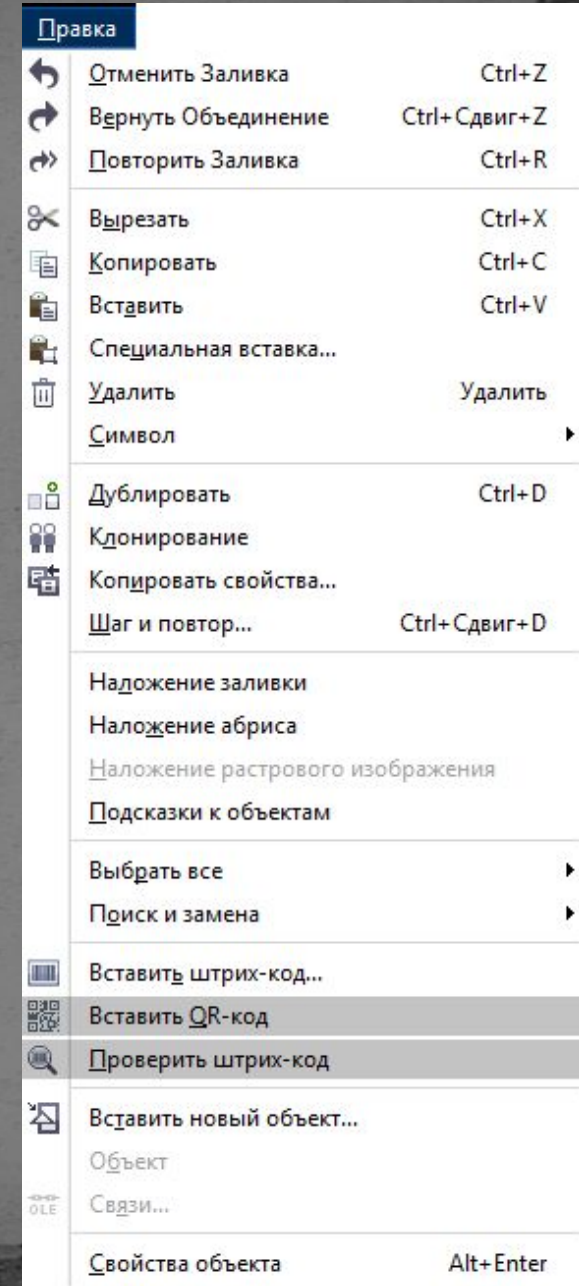 Правка
Отменить Заливка Ctrl+Z
Вернуть Объединение Ctrl+Сдвиг+Z
Повторить Заливка Ctrl+R
Вырезать Ctrl+X
Копировать Ctrl+C
Вставить Ctrl+V
Специальная вставка...
Удалить Удалить
Символ
Дублировать Ctrl+D
Клонирование
Копировать свойства...
Шаг и повтор... Ctrl+Сдвиг+D
Наложение заливки
Наложение абриса
Наложение растрового изображения
Подсказки к объектам
Выбрать все
Поиск и замена
Вставить штрих-код...
Вставить QR-код
Проверить штрих-код
Вставить новый объект...
Объект
OLE Связи...
Свойства объекта Alt+Enter